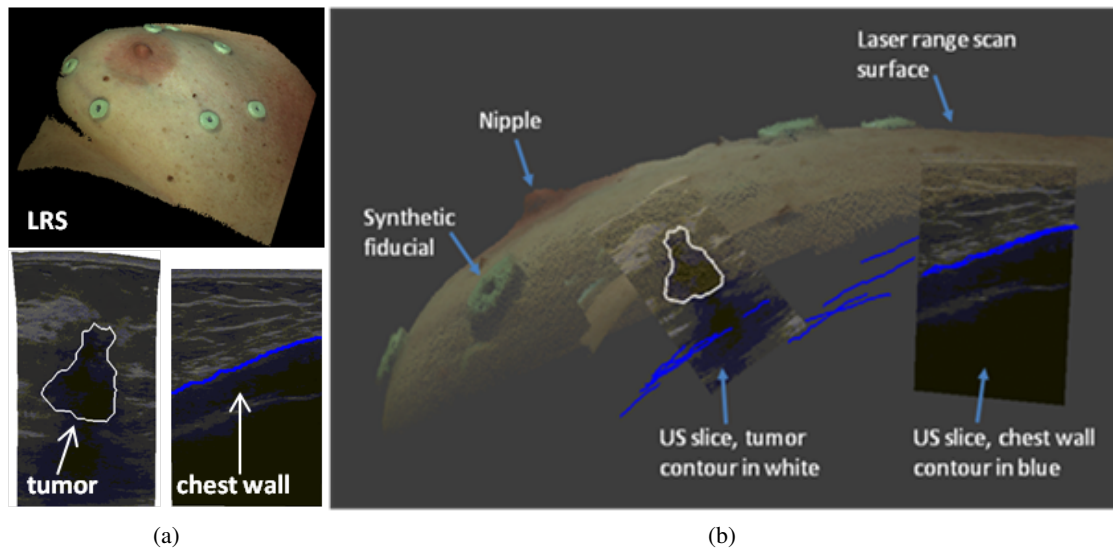 LRS
tumor
chest wall
(a)
Laser range scan
surface
Nipple
Synthetic
fiducial
US slice, tumor
contour in white
US slice, chest wall
contour in blue
(b)